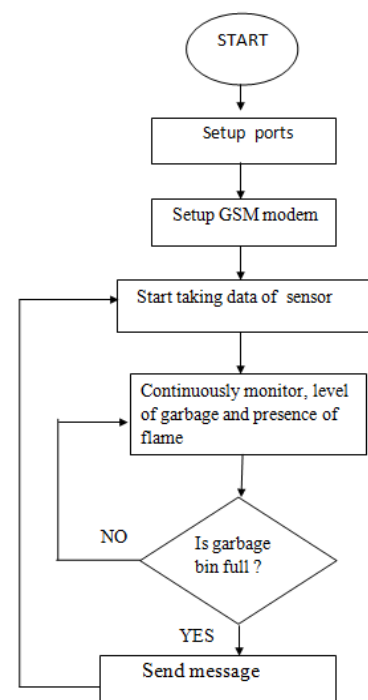 START
Setup ports
Setup GSM modem
Start taking data of sensor
Continuously monitor, level
of garbage and presence of
flame
Is garbage
bin full ?
NO
YES
Send message